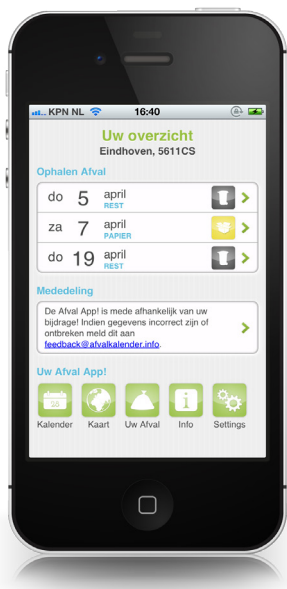 KPN NL 16:40
Uw overzicht
Eindhoven, 5611CS
Ophalen Afval
do 5 april
REST
za 7 april
PAPIER
do 19 april
REST
Mededeling
De Afval App! is mede afhankelijk van uw
bijdrage! Indien gegevens incorrect zijn of
ontbreken meld dit aan
feedback@afvalkalender.info.
Uw Afval App!
Kalender Kaart Uw Afval Info Settings